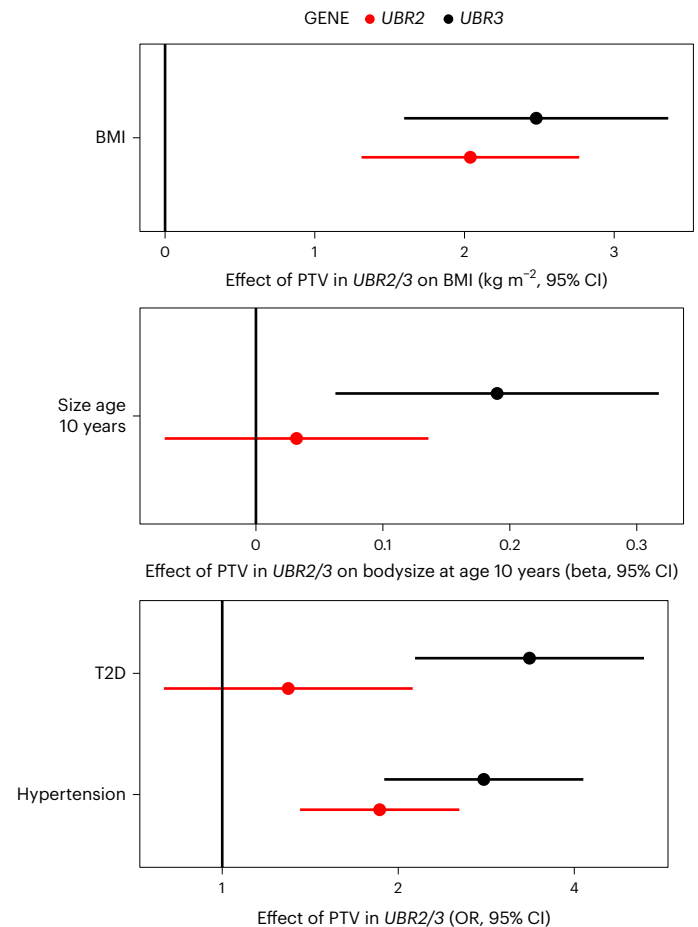 GENE UBR2 UBR3
BMI
0 1 2 3
Effect of PTV in UBR2/3 on BMI (kg m⁻², 95% CI)
Size age
10 years
0 0.1 0.2 0.3
Effect of PTV in UBR2/3 on bodysize at age 10 years (beta, 95% CI)
T2D
Hypertension
1 2 4
Effect of PTV in UBR2/3 (OR, 95% CI)